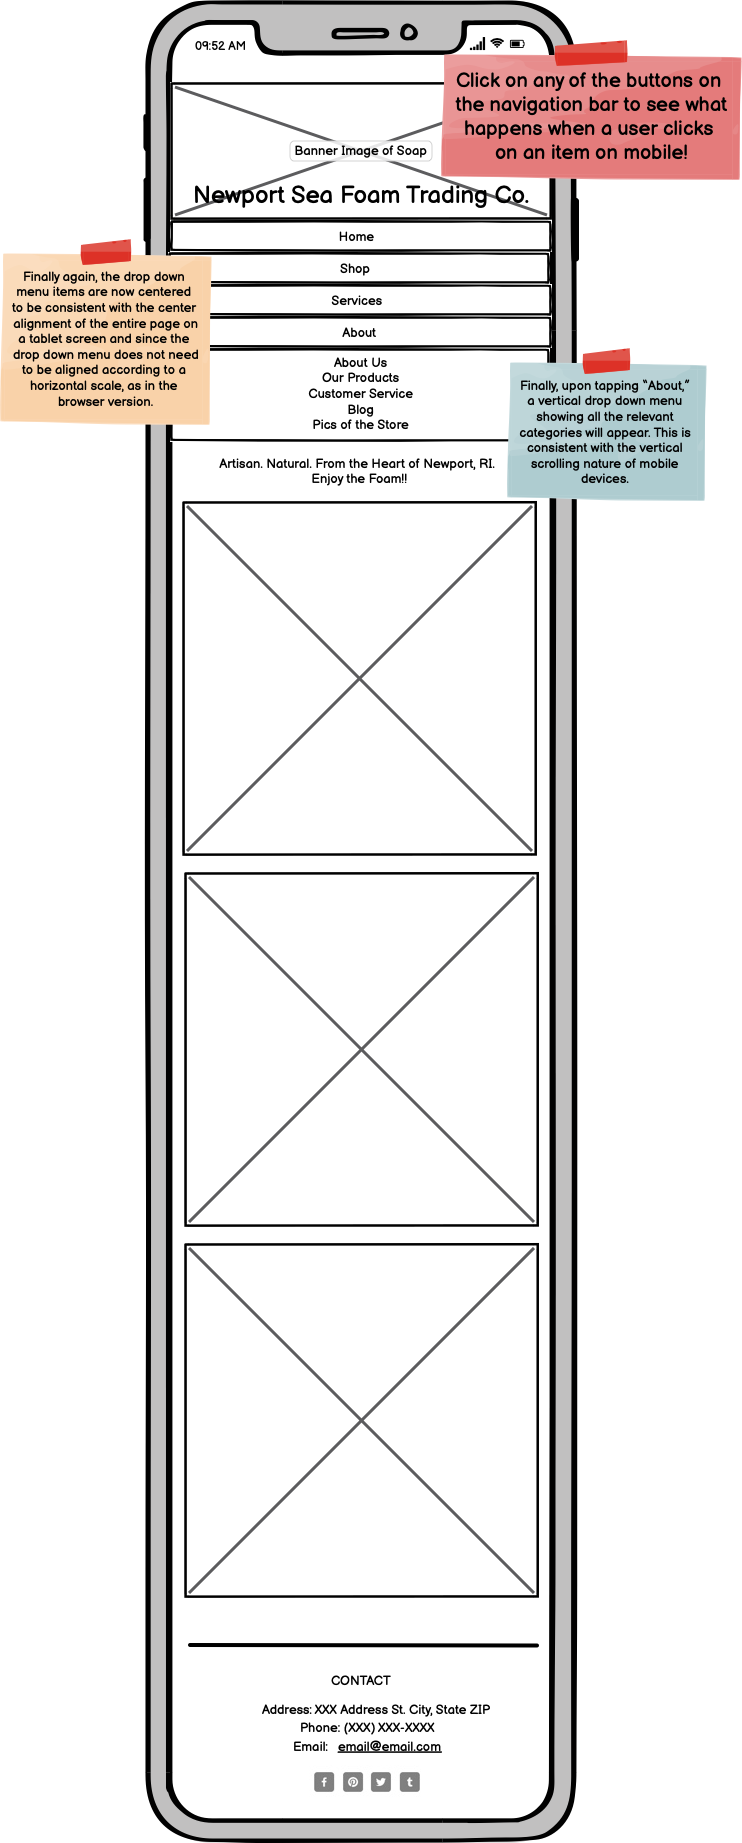 09:52 AM
Click on any of the buttons on
the navigation bar to see what
happens when a user clicks
on an item on mobile!
Banner Image of Soap
Newport Sea Foam Trading Co.
Home
Shop
Services
About
Finally again, the drop down
menu items are now centered
to be consistent with the center
alignment of the entire page on
a tablet screen and since the
drop down menu does not need
to be aligned according to a
horizontal scale, as in the
browser version.
About Us
Our Products
Customer Service
Blog
Pics of the Store
Finally, upon tapping “About,”
a vertical drop down menu
showing all the relevant
categories will appear. This is
consistent with the vertical
scrolling nature of mobile
devices.
Artisan. Natural. From the Heart of Newport, RI.
Enjoy the Foam!!
CONTACT
Address: XXX Address St. City, State ZIP
Phone: (XXX) XXX-XXXX
Email: email@email.com